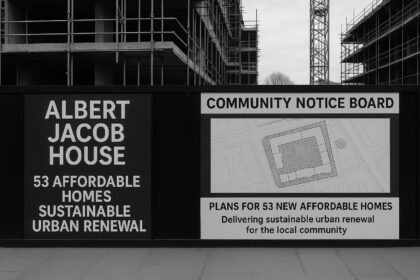 ALBERT
JACOB
HOUSE
53 AFFORDABLE
HOMES
SUSTAINABLE
URBAN RENEWAL
COMMUNITY NOTICE BOARD
PLANS FOR 53 NEW AFFORDABLE HOMES
Delivering sustainable urban renewal
for the local community